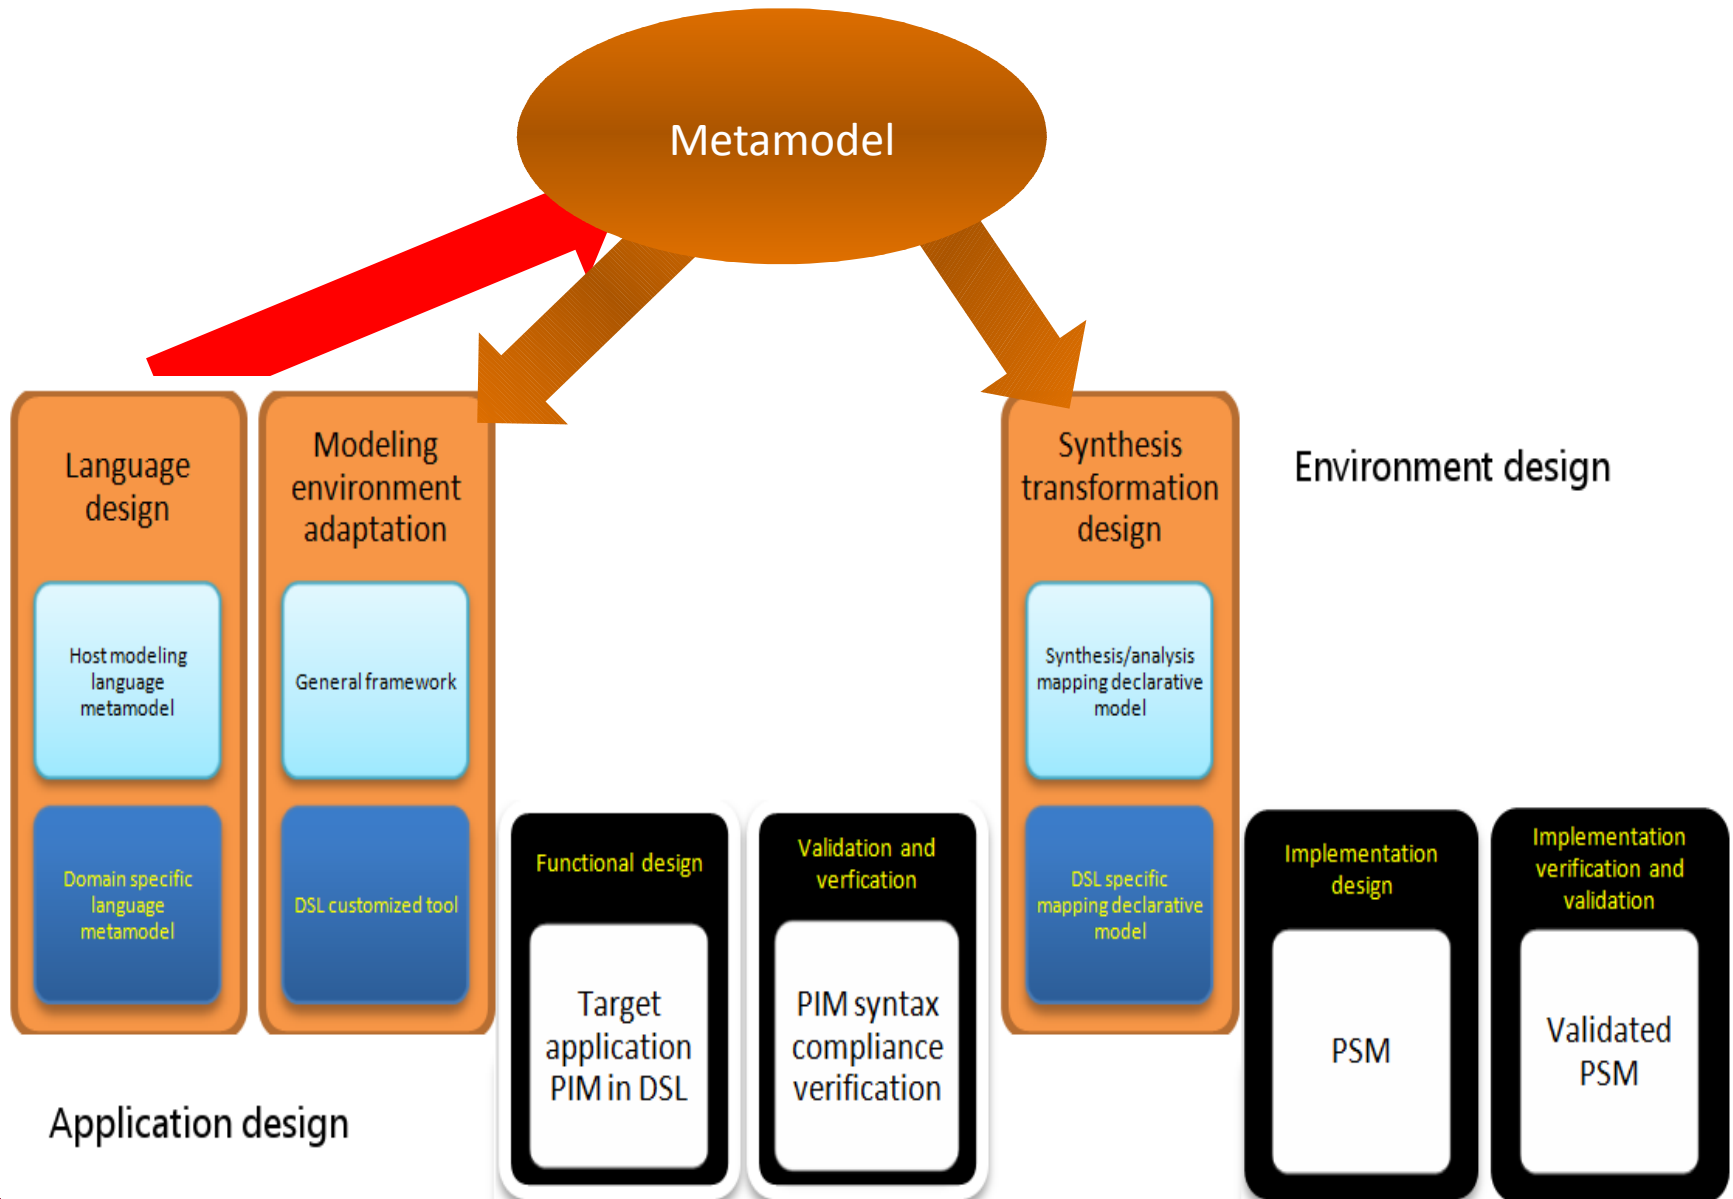 Metamodel
Language
design
Host modeling
language
metamodel
Domain specific
language
metamodel
Modeling
environment
adaptation
General framework
DSL customized tool
Functional design
Target
application
PIM in DSL
Validation and
verfication
PIM syntax
compliance
verification
Synthesis
transformation
design
Synthesis/analysis
mapping declarative
model
DSL specific
mapping declarative
model
Environment design
Implementation
design
PSM
Implementation
verification and
validation
Validated
PSM
Application design